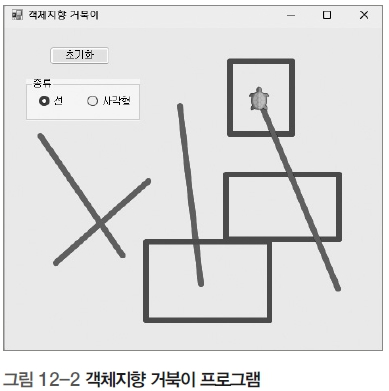 객체지향 거북이
초기화
종류
선 사각형
그림 12-2 객체지향 거북이 프로그램